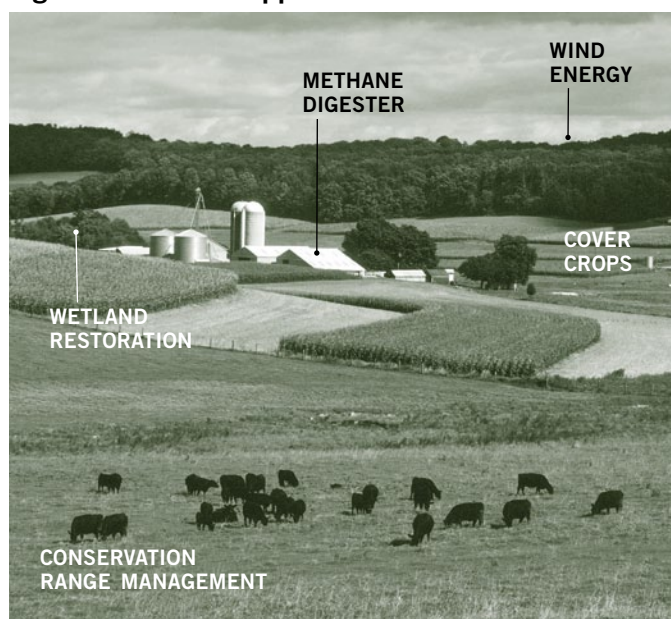 WIND
ENERGY
METHANE
DIGESTER
COVER
CROPS
WETLAND
RESTORATION
CONSERVATION
RANGE MANAGEMENT